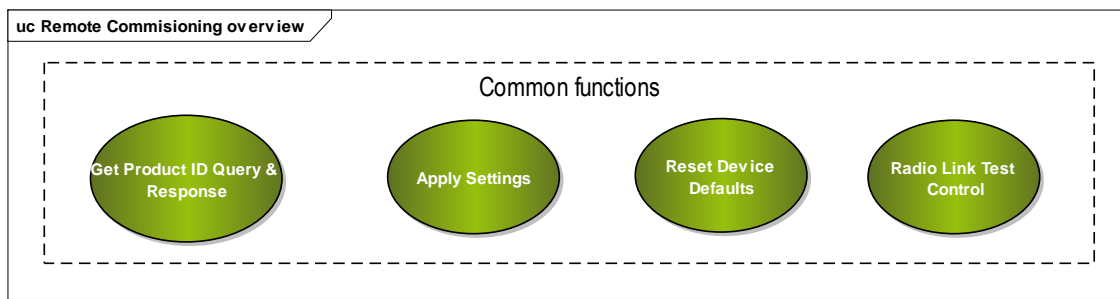 uc Remote Commisioning overview
Common functions
Get Product ID Query &
Response
Apply Settings
Reset Device
Defaults
Radio Link Test
Control